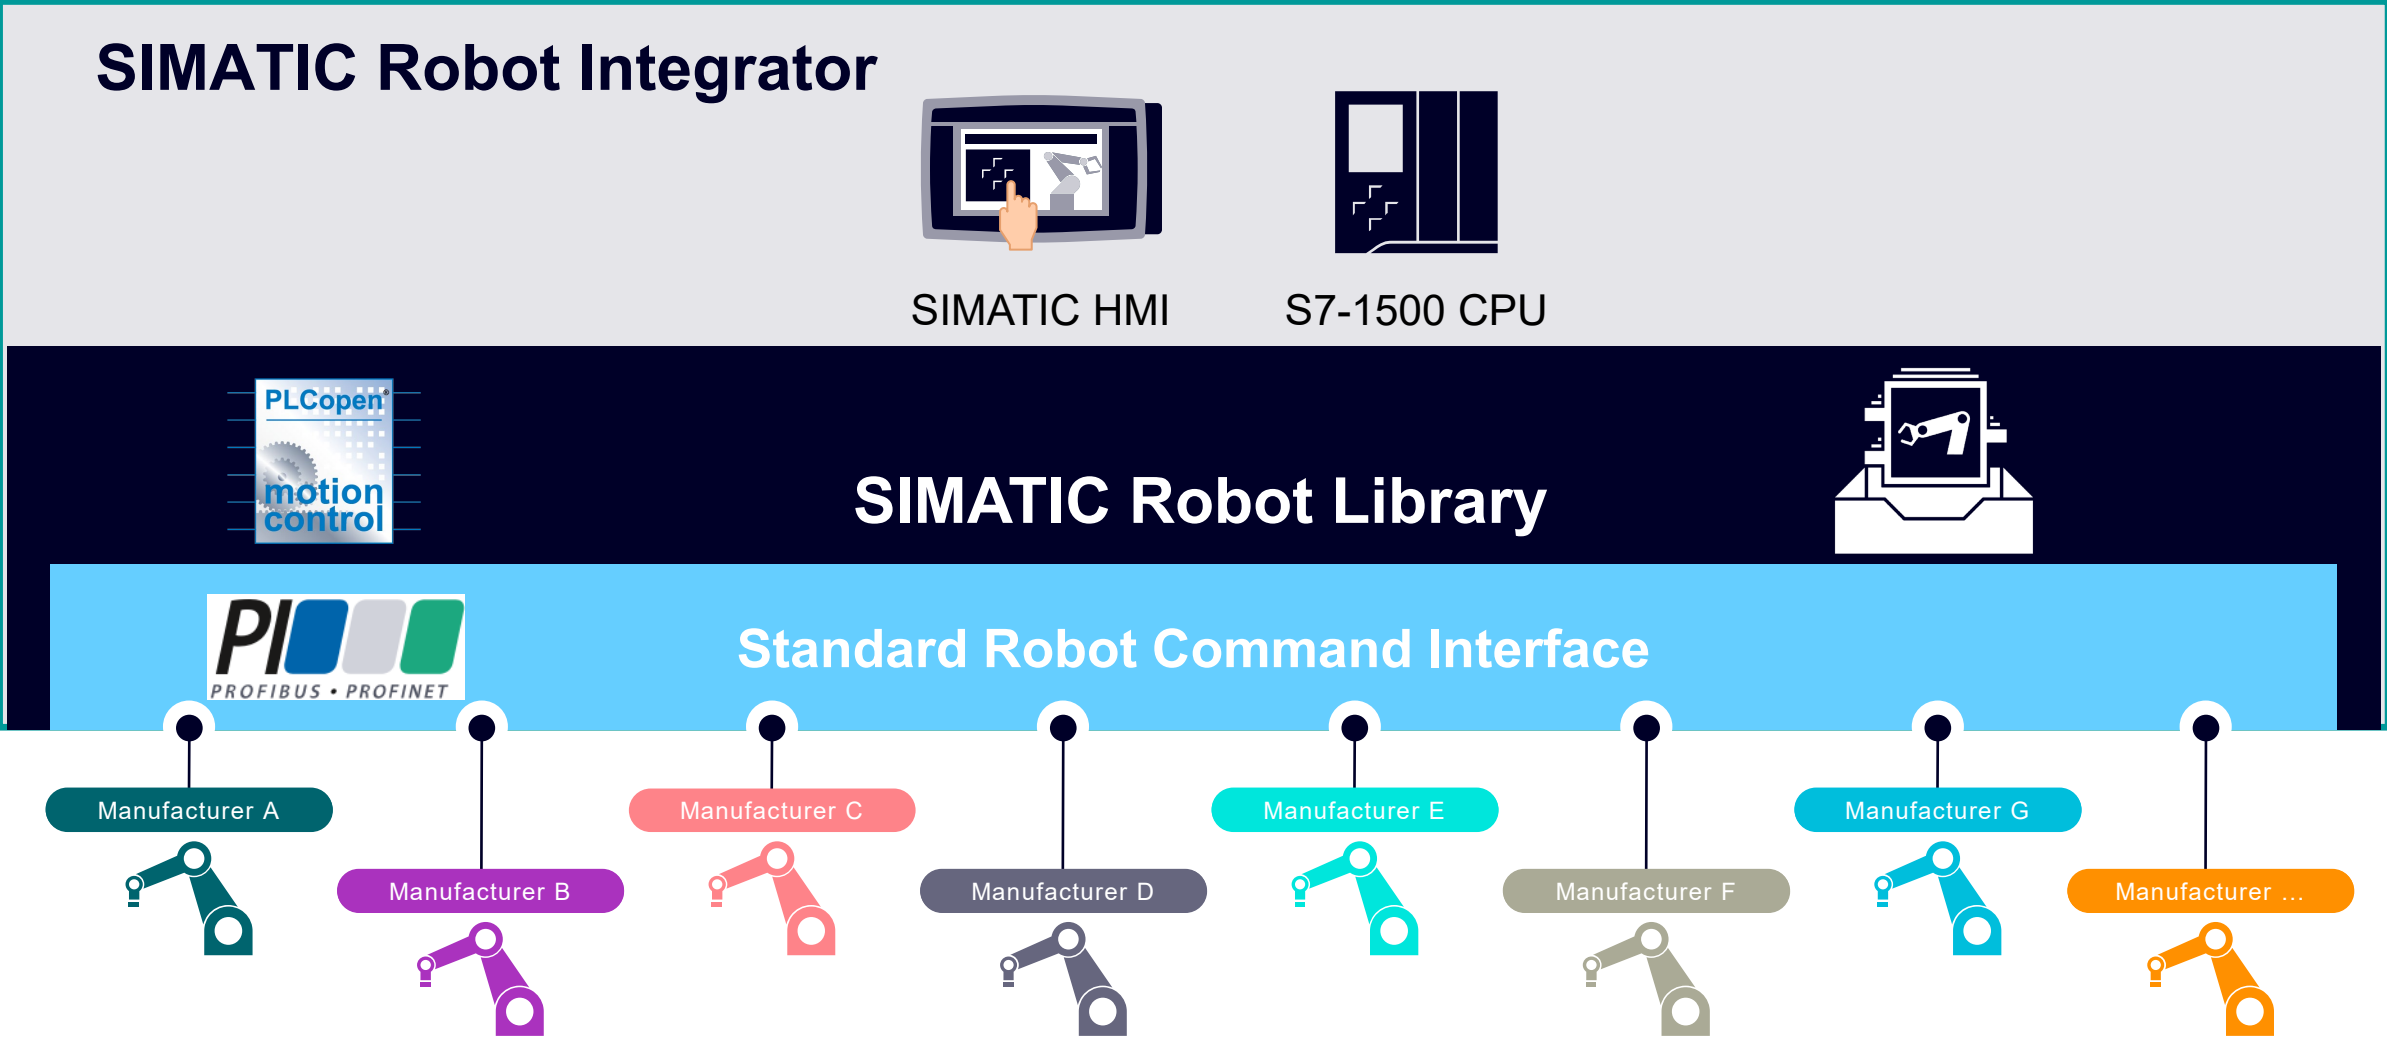 SIMATIC Robot Integrator
SIMATIC HMI
S7-1500 CPU
PLCopen®
motion
control
SIMATIC Robot Library
PI
PROFIBUS • PROFINET
Standard Robot Command Interface
Manufacturer A
Manufacturer B
Manufacturer C
Manufacturer D
Manufacturer E
Manufacturer F
Manufacturer G
Manufacturer ...